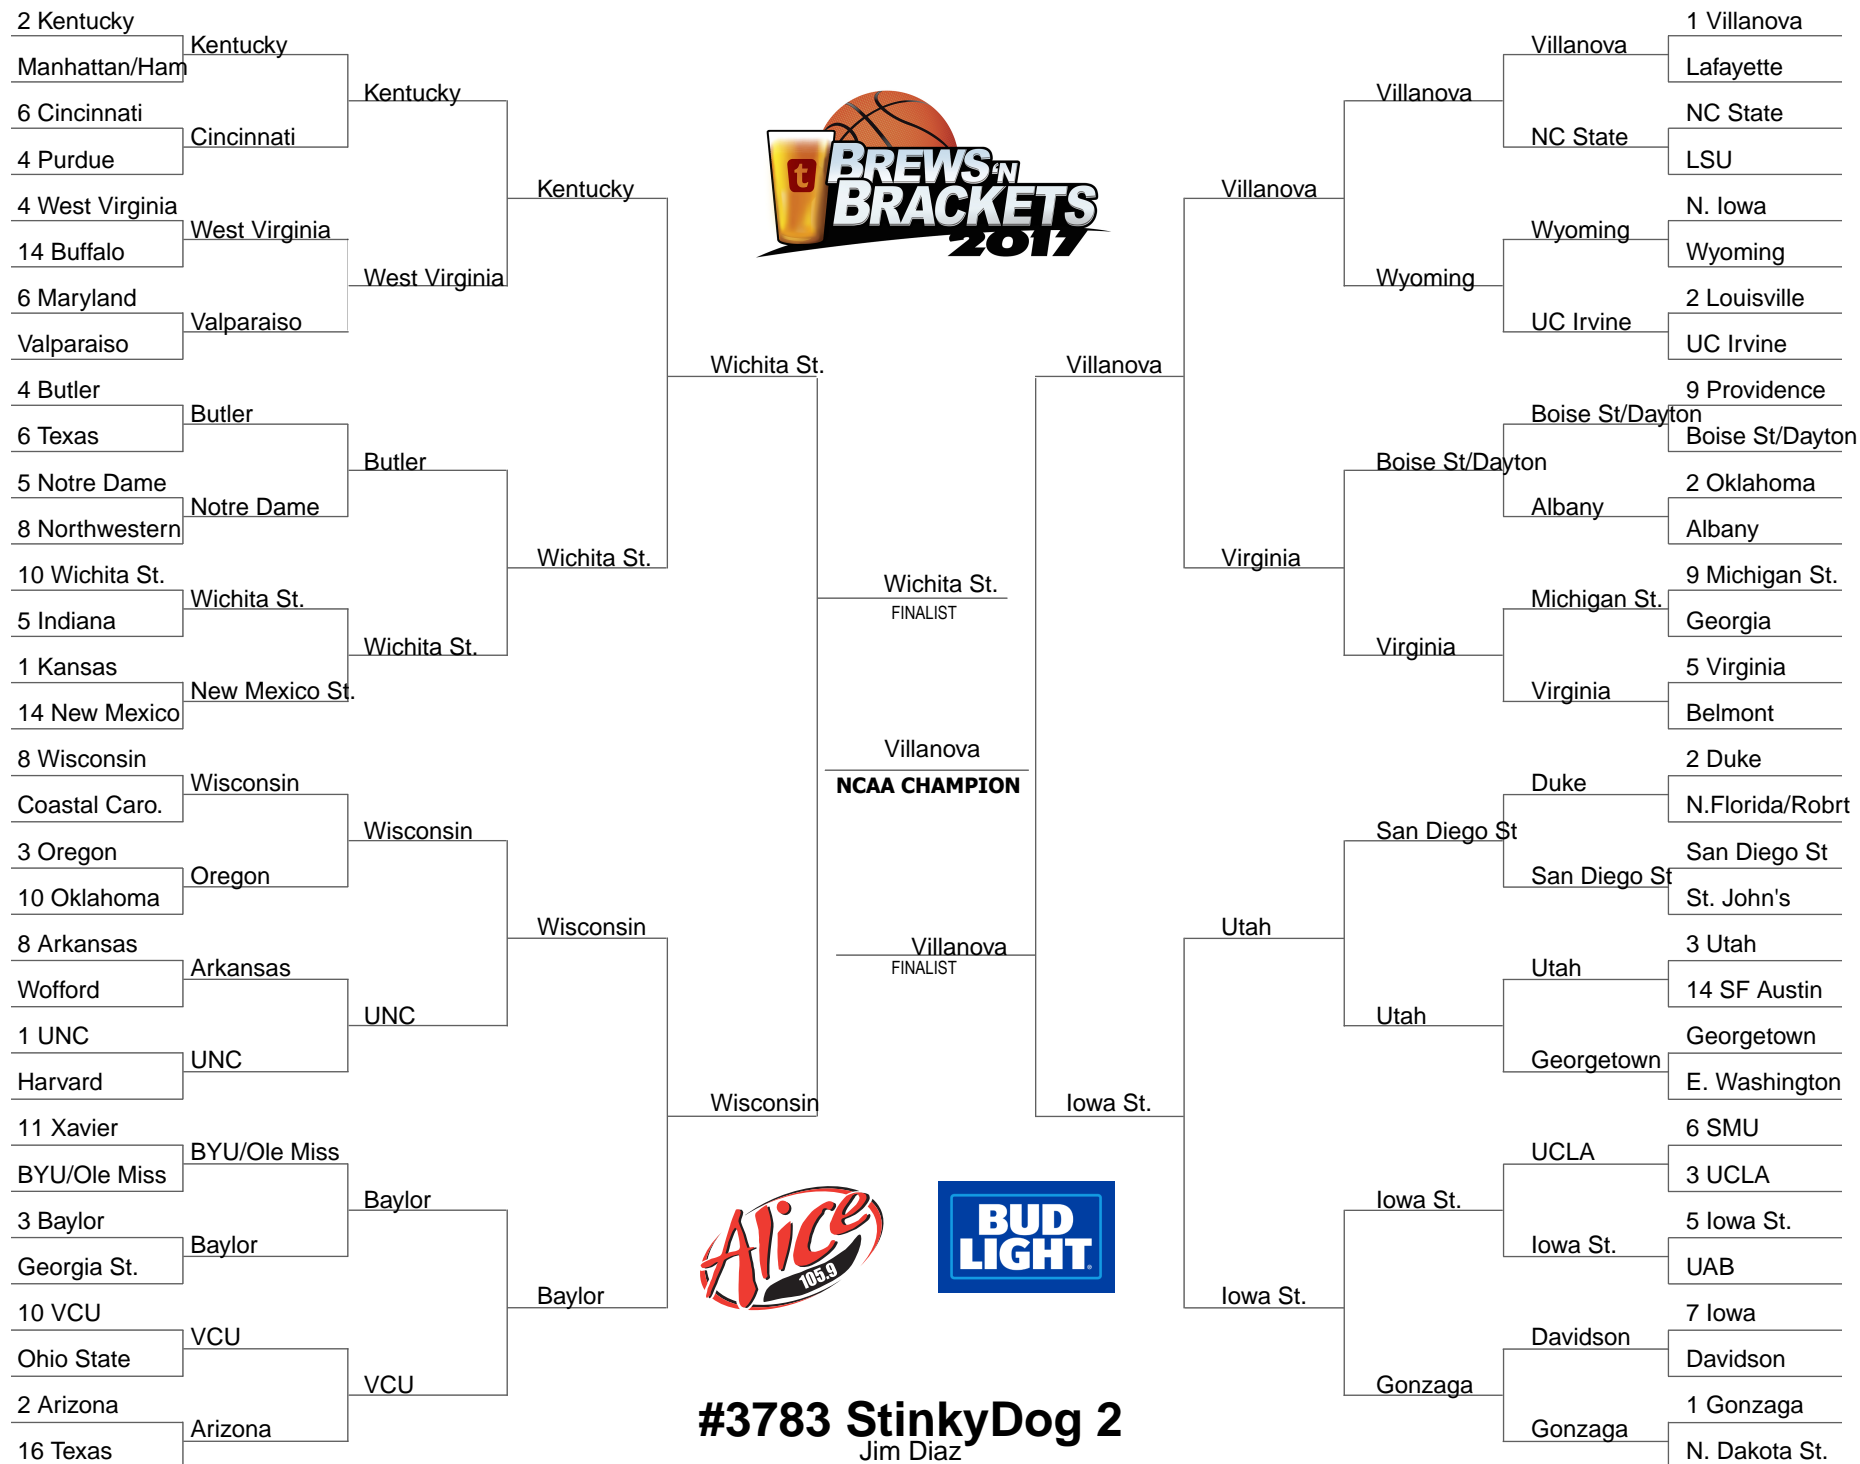 2 Kentucky
Manhattan/Ham
6 Cincinnati
4 Purdue
4 West Virginia
14 Buffalo
6 Maryland
Valparaiso
4 Butler
6 Texas
5 Notre Dame
8 Northwestern
10 Wichita St.
5 Indiana
1 Kansas
14 New Mexico
8 Wisconsin
Coastal Caro.
3 Oregon
10 Oklahoma
8 Arkansas
Wofford
1 UNC
Harvard
11 Xavier
BYU/Ole Miss
3 Baylor
Georgia St.
10 VCU
Ohio State
2 Arizona
16 Texas
Kentucky
Cincinnati
West Virginia
Valparaiso
Butler
Notre Dame
Wichita St.
New Mexico St.
Wisconsin
Oregon
Arkansas
UNC
BYU/Ole Miss
Baylor
VCU
Arizona
Kentucky
West Virginia
Butler
Wichita St.
Wisconsin
UNC
Baylor
VCU
Kentucky
Wichita St.
Wisconsin
Baylor
Wichita St.
Wisconsin
t
BREWS 'N
BRACKETS
2017
Wichita St.
FINALIST
Villanova
NCAA CHAMPION
Villanova
FINALIST
Alice
105.9
BUD
LIGHT
#3783 StinkyDog 2
Jim Diaz
Villanova
Iowa St.
Villanova
Virginia
Utah
Iowa St.
Villanova
Wyoming
Boise St/Dayton
Virginia
San Diego St
Utah
Iowa St.
Gonzaga
Villanova
NC State
Wyoming
UC Irvine
Boise St/Dayton
Albany
Michigan St.
Virginia
Duke
San Diego St
Utah
Georgetown
UCLA
Iowa St.
Davidson
Gonzaga
1 Villanova
Lafayette
NC State
LSU
N. Iowa
Wyoming
2 Louisville
UC Irvine
9 Providence
Boise St/Dayton
2 Oklahoma
Albany
9 Michigan St.
Georgia
5 Virginia
Belmont
2 Duke
N.Florida/Robrt
San Diego St
St. John's
3 Utah
14 SF Austin
Georgetown
E. Washington
6 SMU
3 UCLA
5 Iowa St.
UAB
7 Iowa
Davidson
1 Gonzaga
N. Dakota St.